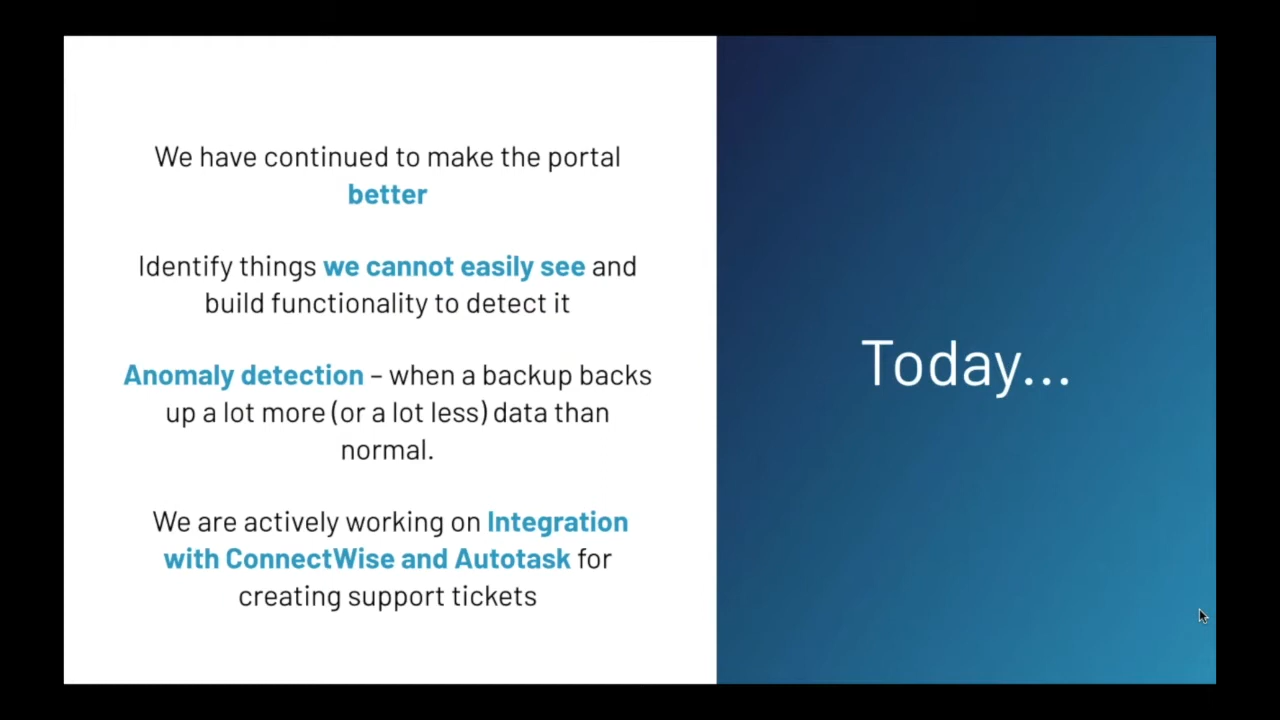 We have continued to make the portal
better
Identify things we cannot easily see and
build functionality to detect it
Anomaly detection – when a backup backs
up a lot more (or a lot less) data than
normal.
We are actively working on Integration
with ConnectWise and Autotask for
creating support tickets
Today...